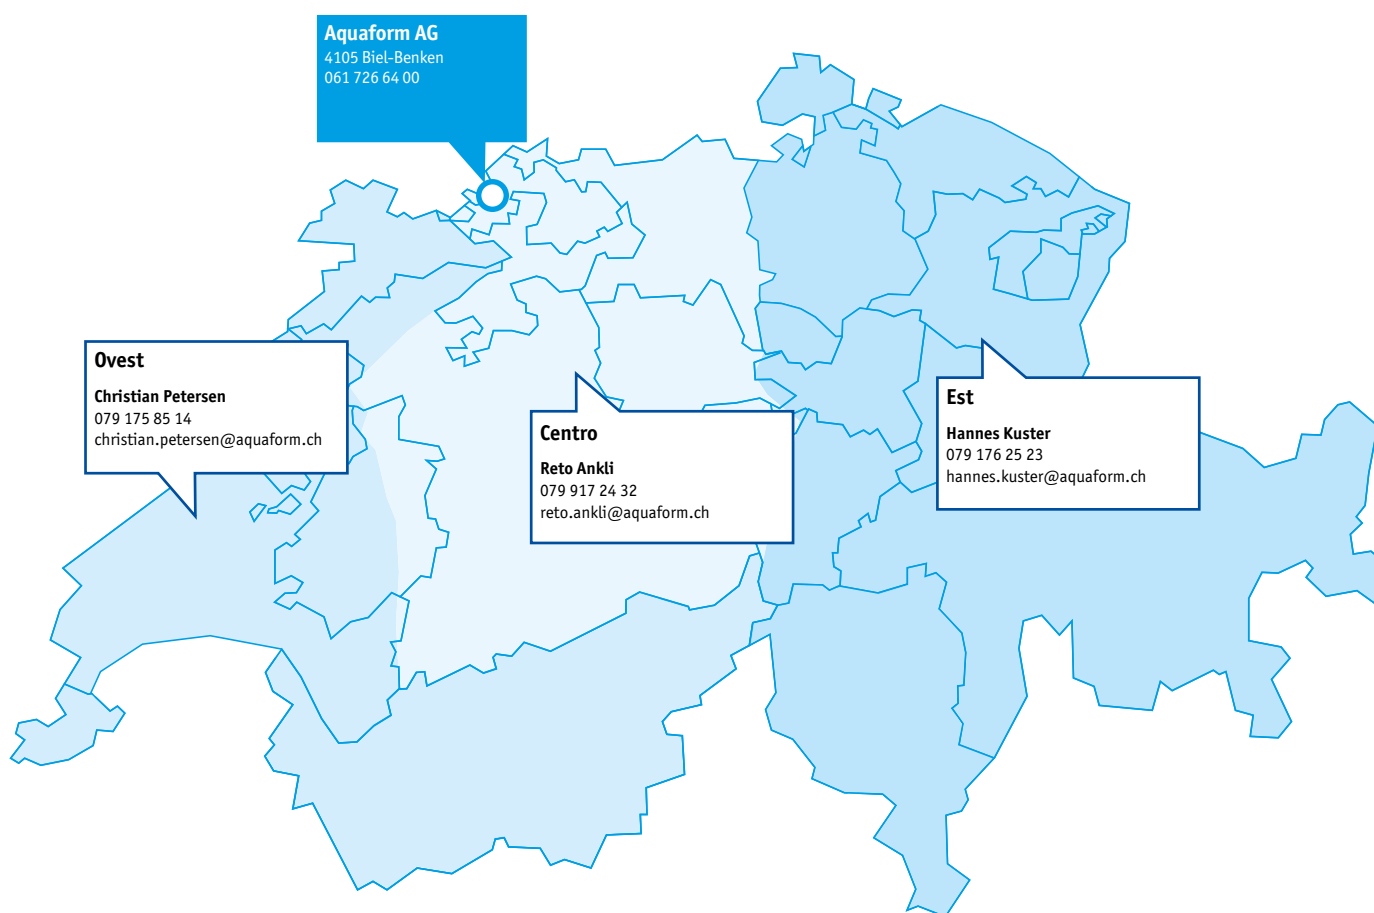 Aquaform AG
4105 Biel-Benken
061 726 64 00
Ovest
Christian Petersen
079 175 85 14
christian.petersen@aquaform.ch
Centro
Reto Ankli
079 917 24 32
reto.ankli@aquaform.ch
Est
Hannes Kuster
079 176 25 23
hannes.kuster@aquaform.ch